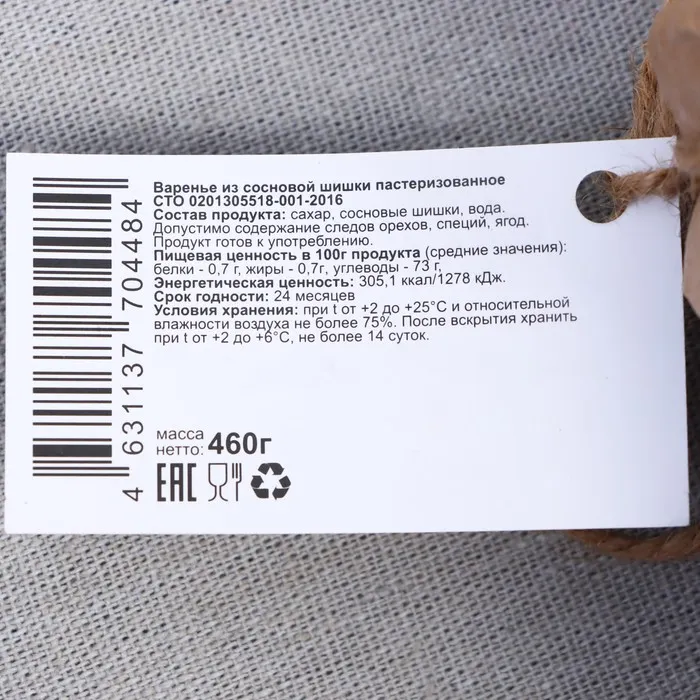 Варенье из сосновой шишки пастеризованное
СТО 0201305518-001-2016
Состав продукта: сахар, сосновые шишки, вода.
Допустимо содержание следов орехов, специй, ягод.
Продукт готов к употреблению.
Пищевая ценность в 100г продукта (средние значения):
белки - 0,7 г, жиры - 0,7г, углеводы - 73 г,
Энергетическая ценность: 305,1 ккал/1278 кДж.
Срок годности: 24 месяцев
Условия хранения: при t от +2 до +25°С и относительной
влажности воздуха не более 75%. После вскрытия хранить
при t от +2 до +6°С, не более 14 суток.
масса
нетто: 460г
ЕАС
4 631137 704484